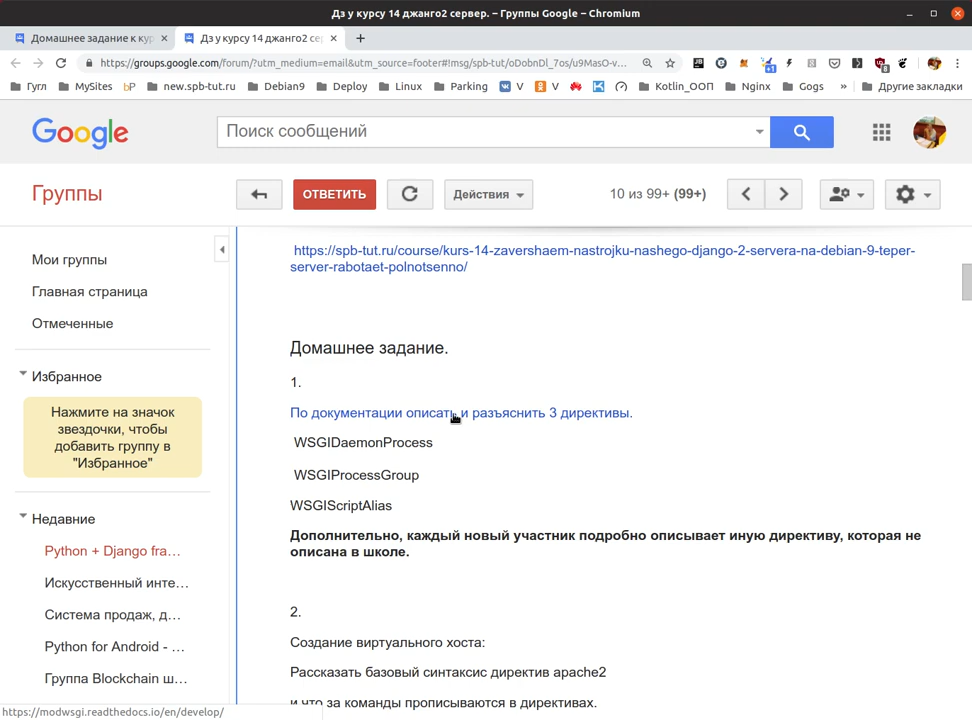 Дз у курсу 14 джанго2 сервер. – Группы Google – Chromium
Домашнее задание к кур
Дз у курсу 14 джанго2 се
https://groups.google.com/forum/?utm_medium=email&utm_source=footer#!msg/spb-tut/oDobnDl_7os/u9MasO-v...
Гугл
MySites
bP
new.spb-tut.ru
Debian9
Deploy
Linux
Parking
V
V
Kotlin_ООП
Nginx
Gogs
»
Другие закладки
Google
Поиск сообщений
Группы
ОТВЕТИТЬ
Действия
10 из 99+ (99+)
Мои группы
Главная страница
Отмеченные
Избранное
Нажмите на значок
звездочки, чтобы
добавить группу в
"Избранное"
Недавние
Python + Django fra…
Искусственный инте…
Система продаж, д…
Python for Android - …
Группа Blockchain ш…
https://spb-tut.ru/course/kurs-14-zavershaem-nastrojku-nashego-django-2-servera-na-debian-9-teper-
server-rabotaet-polnotsenno/
Домашнее задание.
1.
По документации описать и разъяснить 3 директивы.
WSGIDaemonProcess
WSGIProcessGroup
WSGIScriptAlias
Дополнительно, каждый новый участник подробно описывает иную директиву, которая не
описана в школе.
2.
Создание виртуального хоста:
Рассказать базовый синтаксис директив apache2
и что за команды прописываются в директивах.
https://modwsgi.readthedocs.io/en/develop/